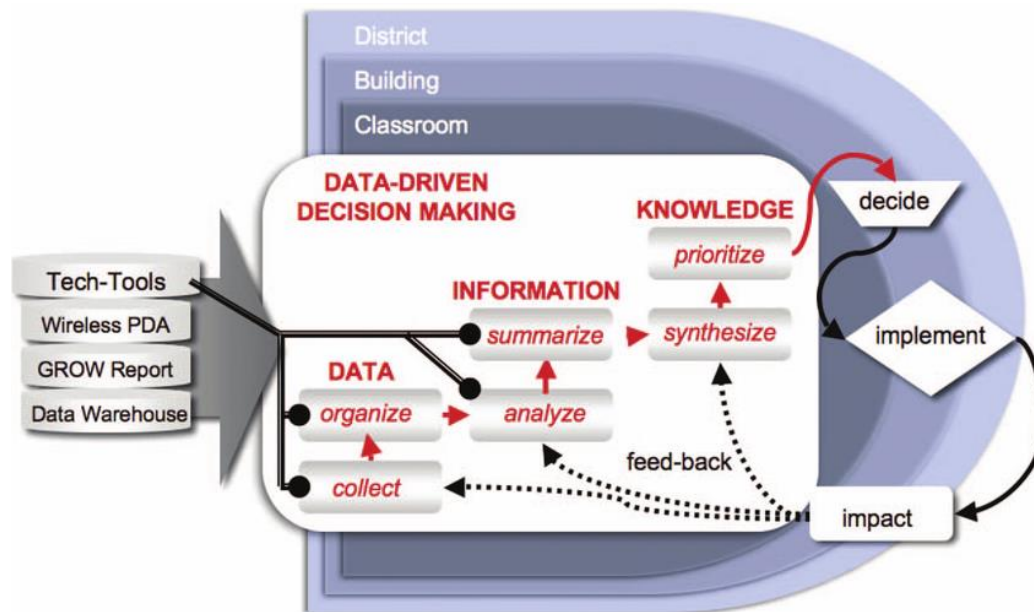 District
Building
Classroom
DATA-DRIVEN
DECISION MAKING
KNOWLEDGE
decide
prioritize
Tech-Tools
INFORMATION
Wireless PDA
summarize
synthesize
implement
GROW Report
DATA
Data Warehouse
organize
analyze
feed-back
collect
impact